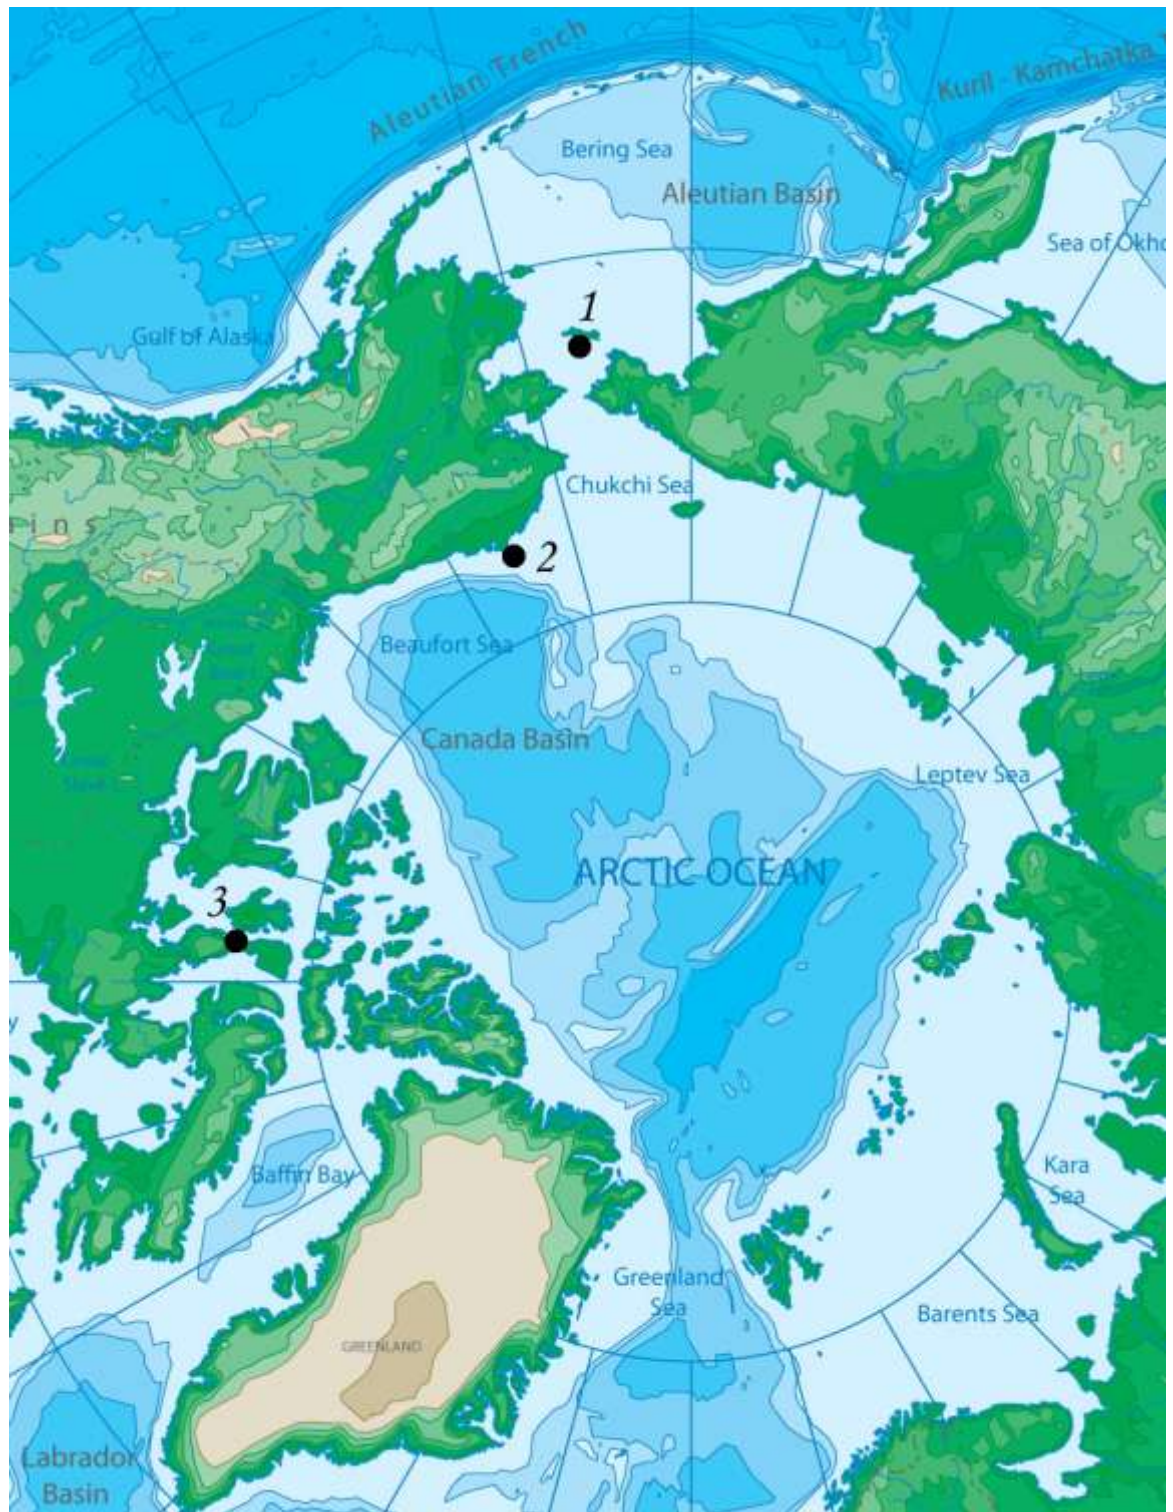 Aleutian Trench
Kuril - Kamchatka
Bering Sea
Aleutian Basin
Sea of Okho
1
Gulf of Alaska
Chukchi Sea
ins
2
Beaufort Sea
Canada Basin
Leptev Sea
ARCTIC OCEAN
3
Baffin Bay
Kara
Sea
Greenland
Sea
Barents Sea
GREENLAND
Labrador
Basin